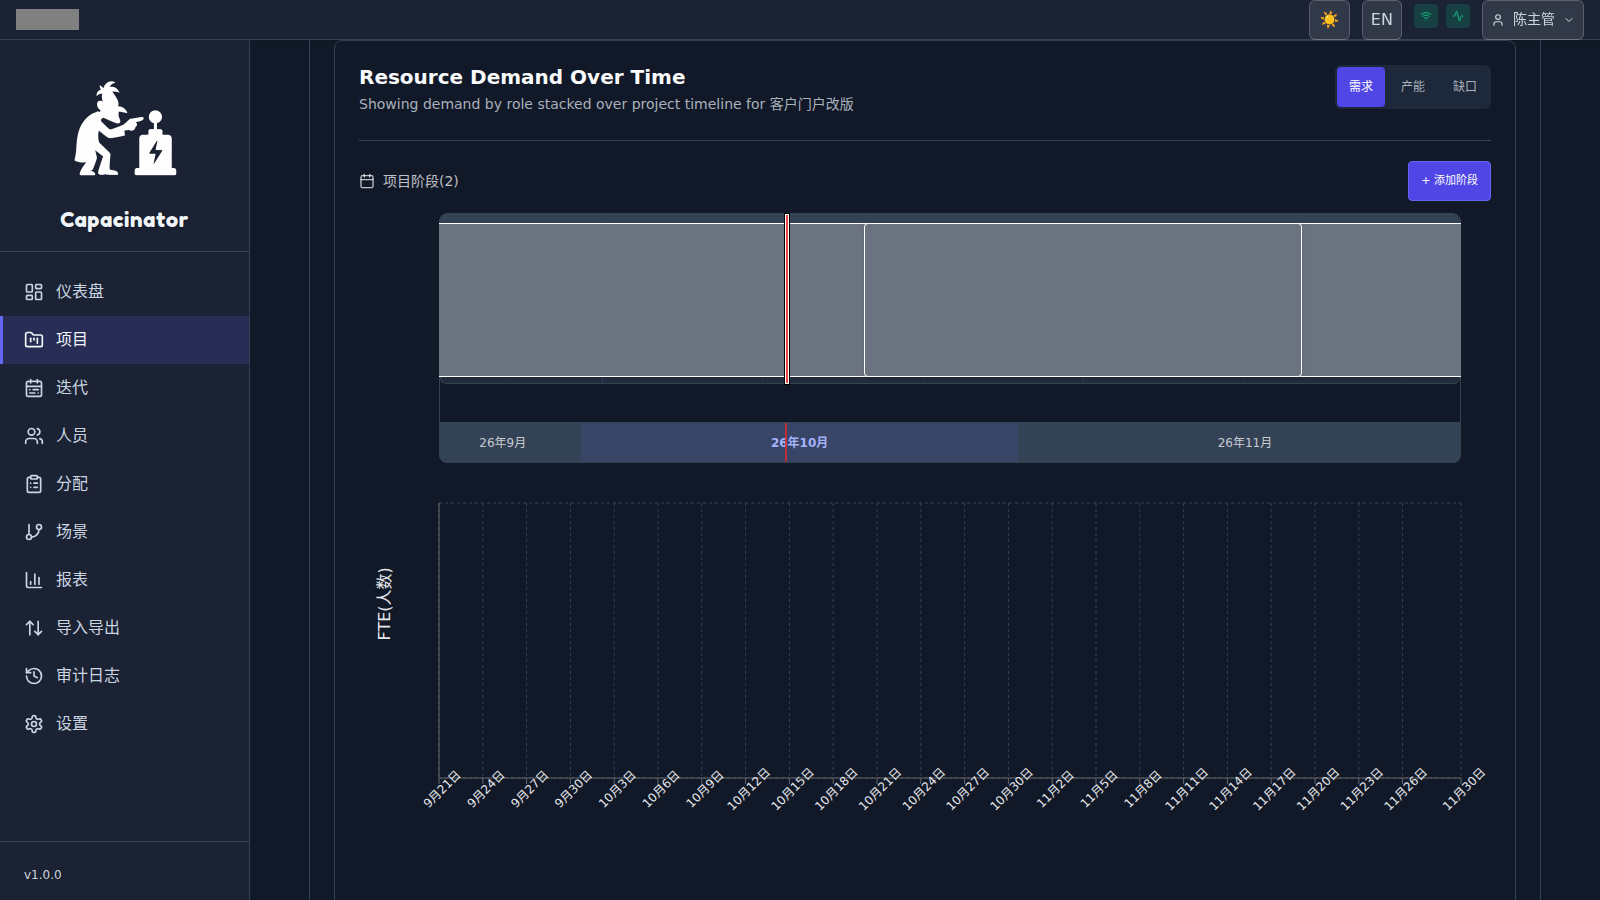 EN
陈主管
Capacinator
仪表盘
项目
迭代
人员
分配
场景
报表
导入导出
审计日志
设置
v1.0.0
Resource Demand Over Time
Showing demand by role stacked over project timeline for 客户门户改版
需求
产能
缺口
项目阶段(2)
+ 添加阶段
26年9月
26年10月
26年11月
FTE(人数)
9月21日
9月24日
9月27日
9月30日
10月3日
10月6日
10月9日
10月12日
10月15日
10月18日
10月21日
10月24日
10月27日
10月30日
11月2日
11月5日
11月8日
11月11日
11月14日
11月17日
11月20日
11月23日
11月26日
11月30日